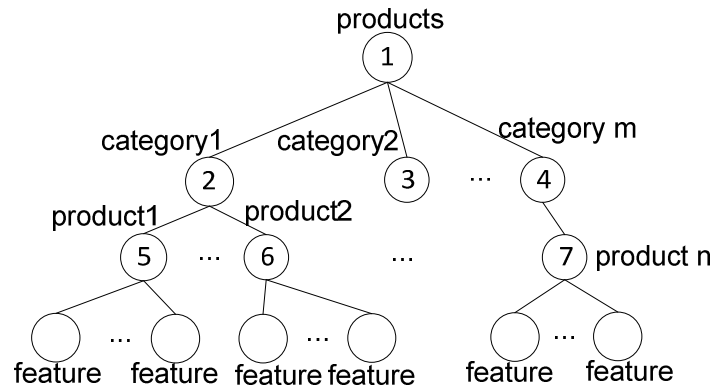 products
1
category1 category2 category m
2 3 ... 4
product1 product2
5 ... 6 ... 7 product n
... ... ...
feature feature feature feature feature feature